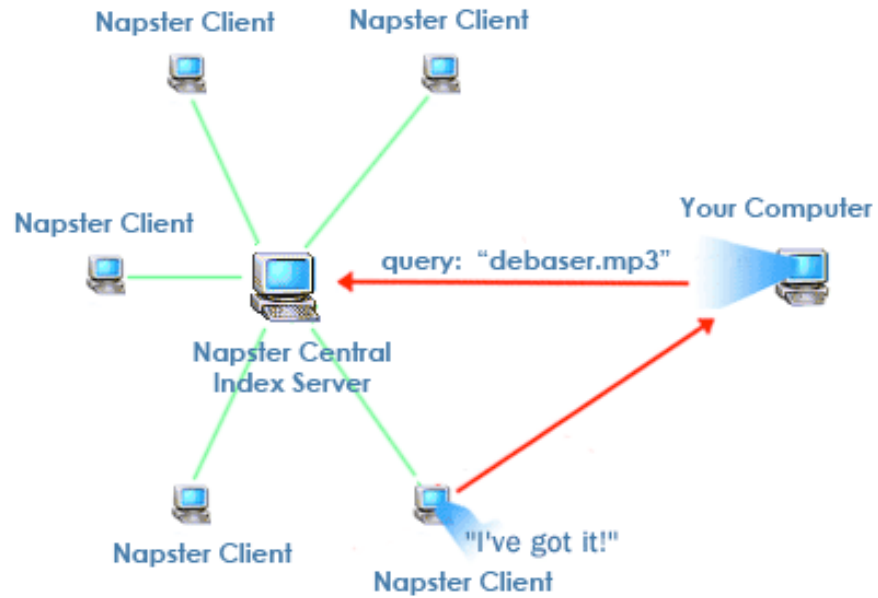 Napster Client
Napster Client
Napster Client
Your Computer
query: “debaser.mp3”
Napster Central
Index Server
"I've got it!"
Napster Client
Napster Client